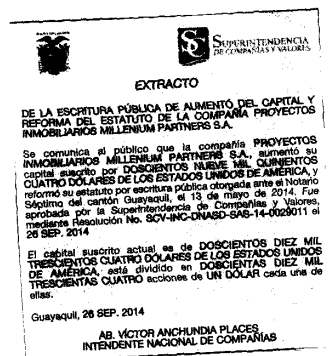 SUPERINTENDENCIA
DE COMPAÑÍAS Y VALORES
EXTRACTO
DE LA ESCRITURA PÚBLICA DE AUMENTO DEL CAPITAL Y
REFORMA DEL ESTATUTO DE LA COMPAÑÍA PROYECTOS
INMOBILIARIOS MILLENIUM PARTNERS S.A.
Se comunica al público que la compañía PROYECTOS
INMOBILIARIOS MILLENIUM PARTNERS S.A., aumentó su
capital suscrito por DOSCIENTOS NUEVE MIL QUINIENTOS
CUATRO DÓLARES DE LOS ESTADOS UNIDOS DE AMÉRICA, y
reformó su estatuto por escritura pública otorgada ante el Notario
Séptimo del cantón Guayaquil, el 13 de mayo de 2014. Fue
aprobada por la Superintendencia de Compañías y Valores,
mediante Resolución No. SCV-INC-DNASD-SAS-14-0029011 el
26 SEP. 2014
El capital suscrito actual es de DOSCIENTOS DIEZ MIL
TRESCIENTOS CUATRO DÓLARES DE LOS ESTADOS UNIDOS
DE AMÉRICA, está dividido en DOSCIENTAS DIEZ MIL
TRESCIENTAS CUATRO acciones de UN DÓLAR cada una de
ellas.
Guayaquil, 26 SEP. 2014
AB. VÍCTOR ANCHUNDIA PLACES
INTENDENTE NACIONAL DE COMPAÑÍAS